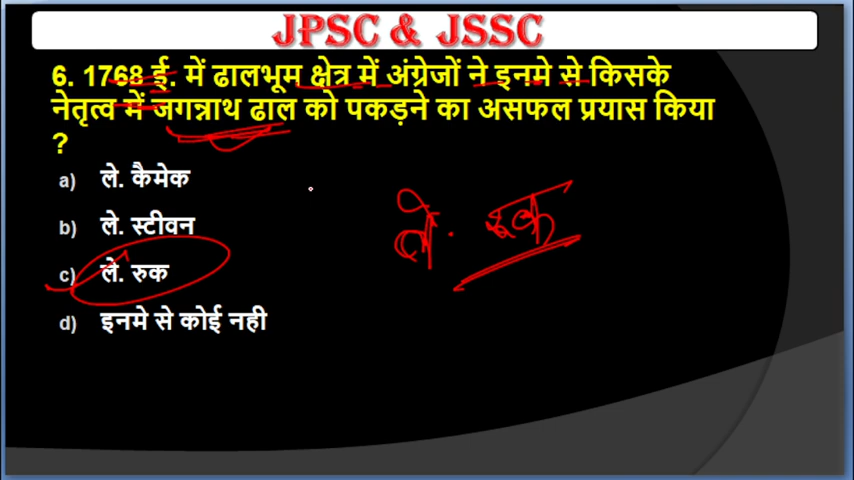 JPSC & JSSC
6. 1768 ई. में ढालभूम क्षेत्र में अंग्रेजों ने इनमे से किसके
नेतृत्व में जगन्नाथ ढाल को पकड़ने का असफल प्रयास किया
?
a) ले. कैमेक
b) ले. स्टीवन
c) ले. रुक
d) इनमे से कोई नही
ले. रुक